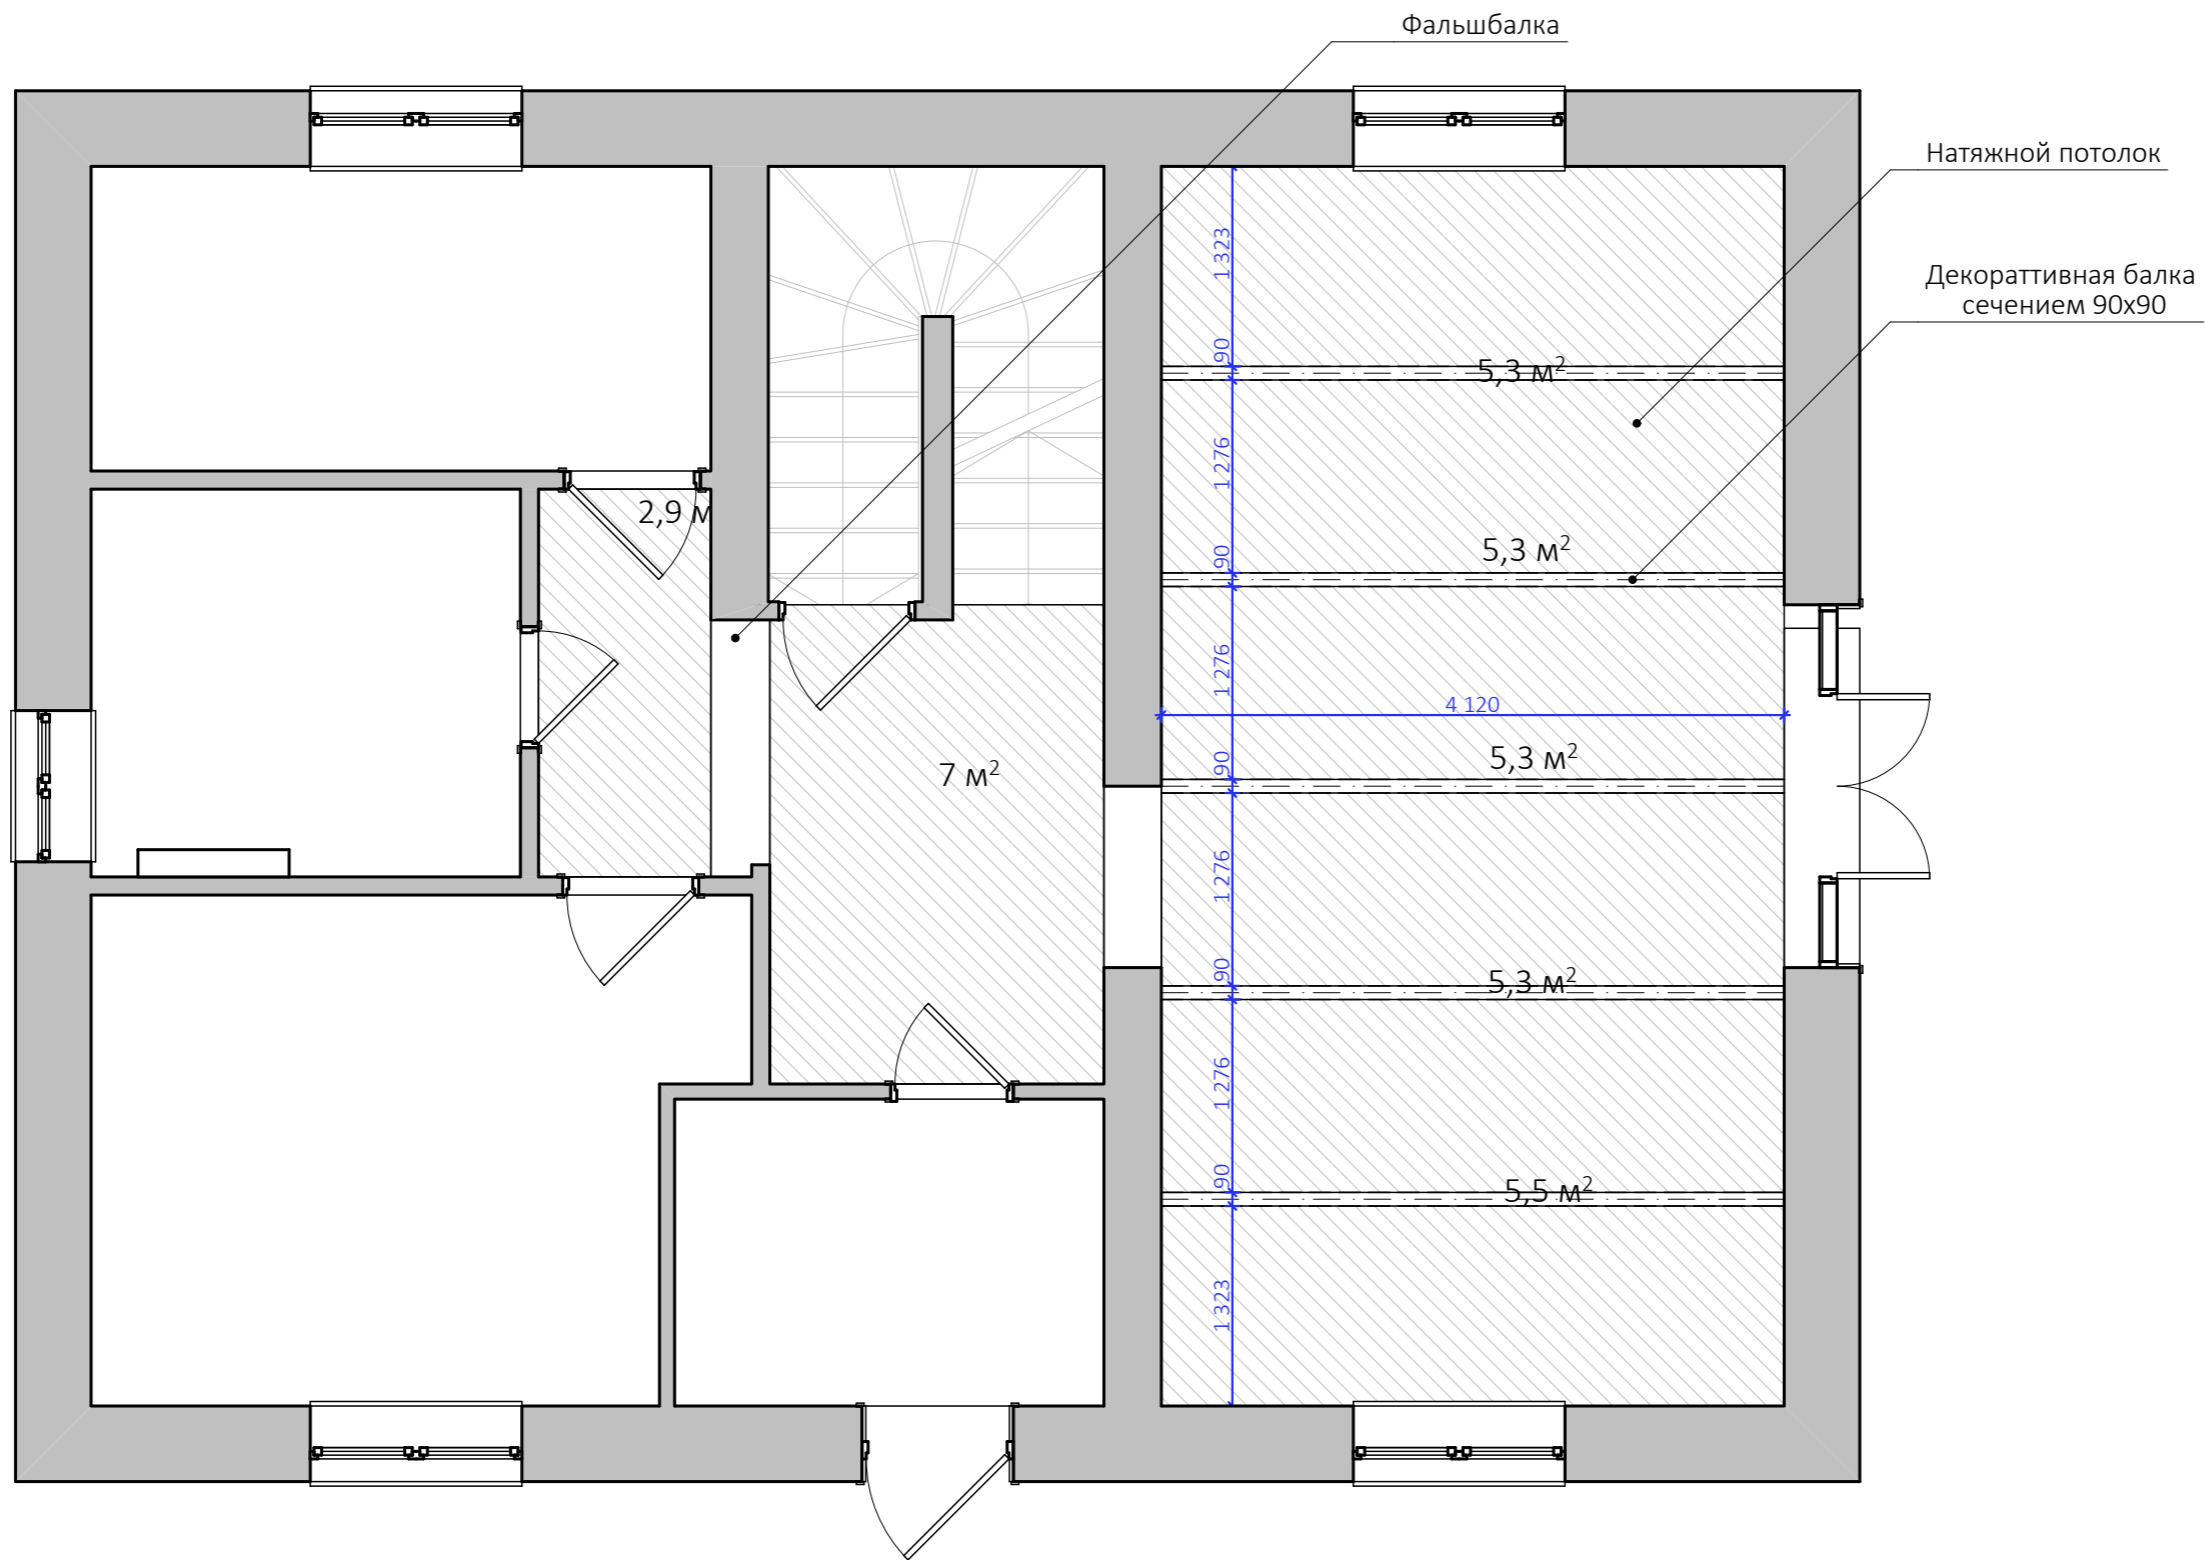 Фальшбалка
Натяжной потолок
Декораттивная балка
сечением 90х90
1 323
90
5,3 м²
1 276
2,9 м
90
5,3 м²
1 276
4 120
90
5,3 м²
7 м²
1 276
90
5,3 м²
1 276
90
5,5 м²
1 323